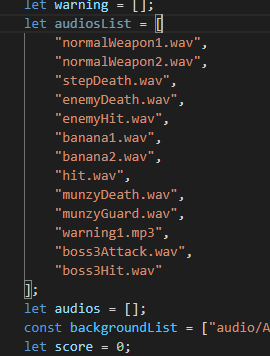 let warning = [];
let audiosList = [
"normalWeapon1.wav",
"normalWeapon2.wav",
"stepDeath.wav",
"enemyDeath.wav",
"enemyHit.wav",
"banana1.wav",
"banana2.wav",
"hit.wav",
"munzyDeath.wav",
"munzyGuard.wav",
"warning1.mp3",
"boss3Attack.wav",
"boss3Hit.wav"
];
let audios = [];
const backgroundList = ["audio/A
let score = 0;